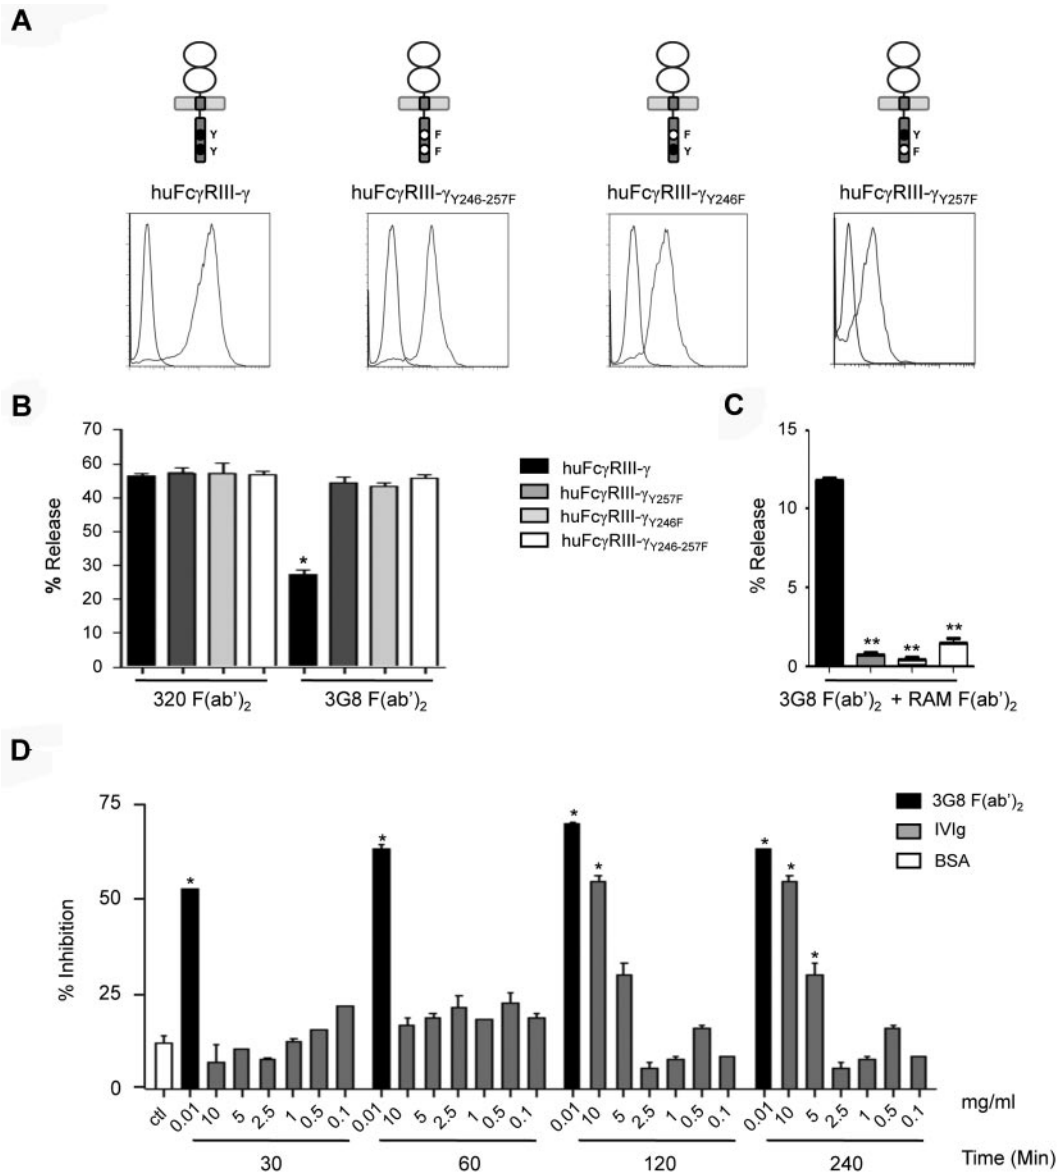 A
Y F F Y
Y F Y F
huFcγRIII-γ huFcγRIII-γY246-257F huFcγRIII-γY246F huFcγRIII-γY257F
B
70
60
40
50
30
20
10
0
% Release
*
320 F(ab')2 3G8 F(ab')2
huFcγRIII-γ
huFcγRIII-γY257F
huFcγRIII-γY246F
huFcγRIII-γY246-257F
C
15
10
5
0
% Release
** ** **
3G8 F(ab')2 + RAM F(ab')2
D
75
50
25
0
% Inhibition
* * * * * * *
3G8 F(ab')2
IVIg
BSA
ctl 0.01 10 5 2.5 1 0.5 0.1 0.01 10 5 2.5 1 0.5 0.1 0.01 10 5 2.5 1 0.5 0.1 0.01 10 5 2.5 1 0.5 0.1 mg/ml
30 60 120 240 Time (Min)